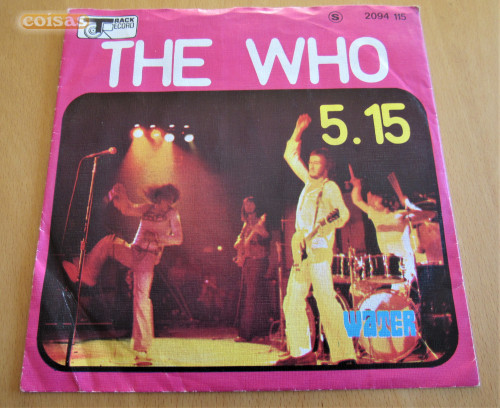 coisas
TRACK
RECORD
S 2094 115
THE WHO
5.15
WATER